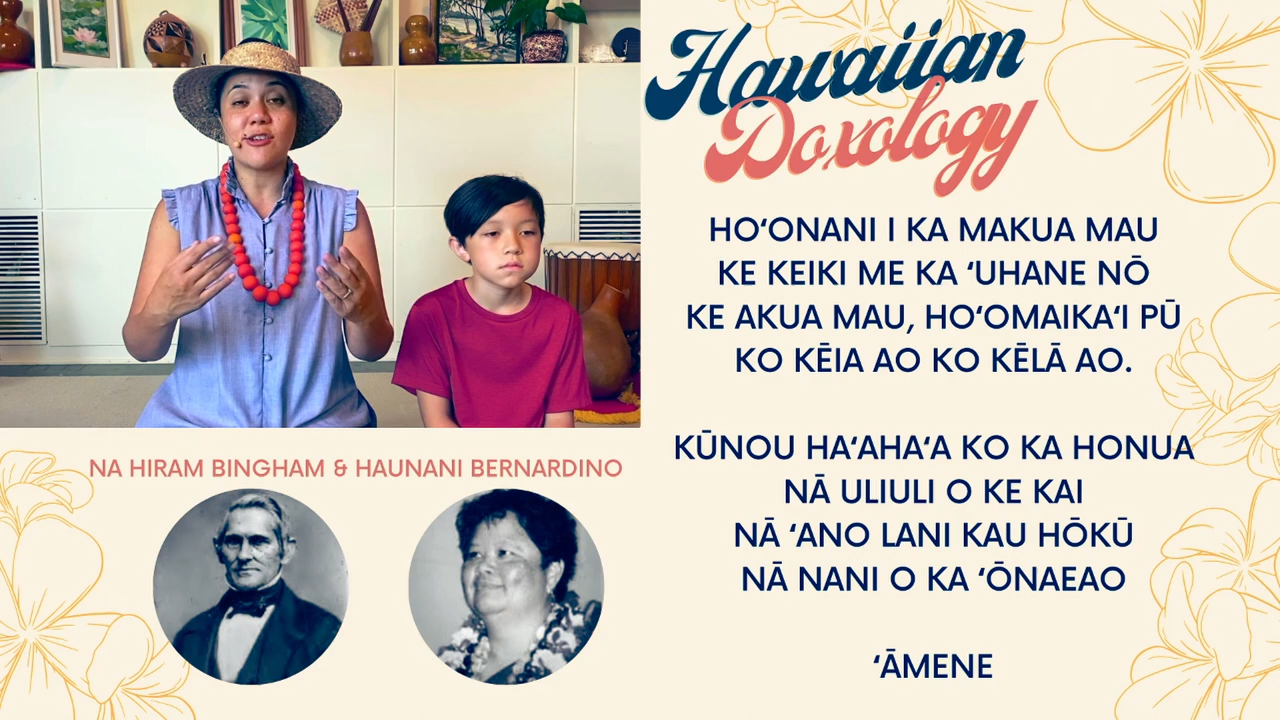 Hawaiian
Doxology
HOʻONANI I KA MAKUA MAU
KE KEIKI ME KA ʻUHANE NŌ
KE AKUA MAU, HOʻOMAIKAʻI PŪ
KO KĒIA AO KO KĒLĀ AO.
KŪNOU HAʻAHAʻA KO KA HONUA
NĀ ULIULI O KE KAI
NĀ ʻANO LANI KAU HŌKŪ
NĀ NANI O KA ʻŌNAEAO
ʻĀMENE
NA HIRAM BINGHAM & HAUNANI BERNARDINO